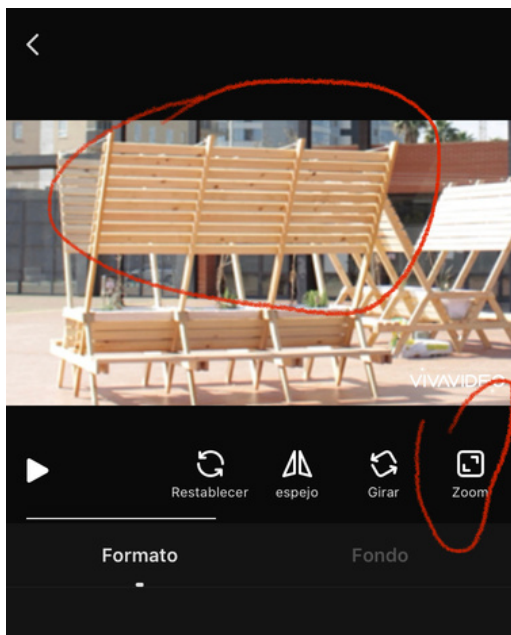 VIVAVIDEO
Restablecer
espejo
Girar
Zoom
Formato
Fondo